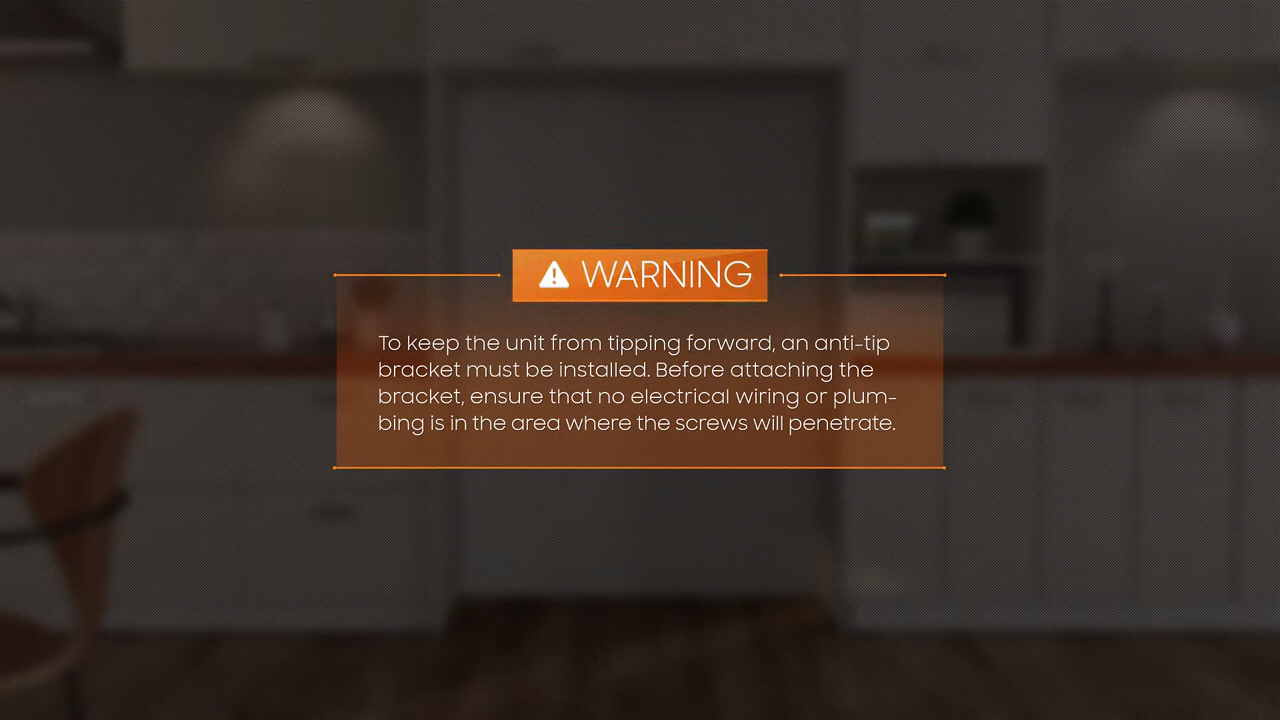 WARNING
To keep the unit from tipping forward, an anti-tip
bracket must be installed. Before attaching the
bracket, ensure that no electrical wiring or plum-
bing is in the area where the screws will penetrate.